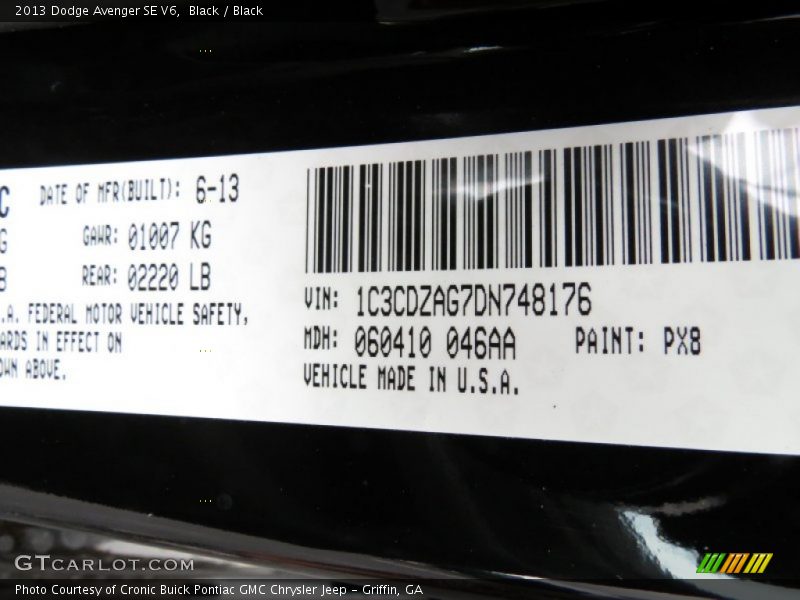 2013 Dodge Avenger SE V6, Black / Black
C DATE OF MFR(BUILT): 6-13
G GAWR: 01007 KG
B REAR: 02220 LB
.A. FEDERAL MOTOR VEHICLE SAFETY,
ARDS IN EFFECT ON
OWN ABOVE.
VIN: 1C3CDZAG7DN748176
MDH: 060410 046AA PAINT: PX8
VEHICLE MADE IN U.S.A.
GTCARLOT.COM
Photo Courtesy of Cronic Buick Pontiac GMC Chrysler Jeep - Griffin, GA